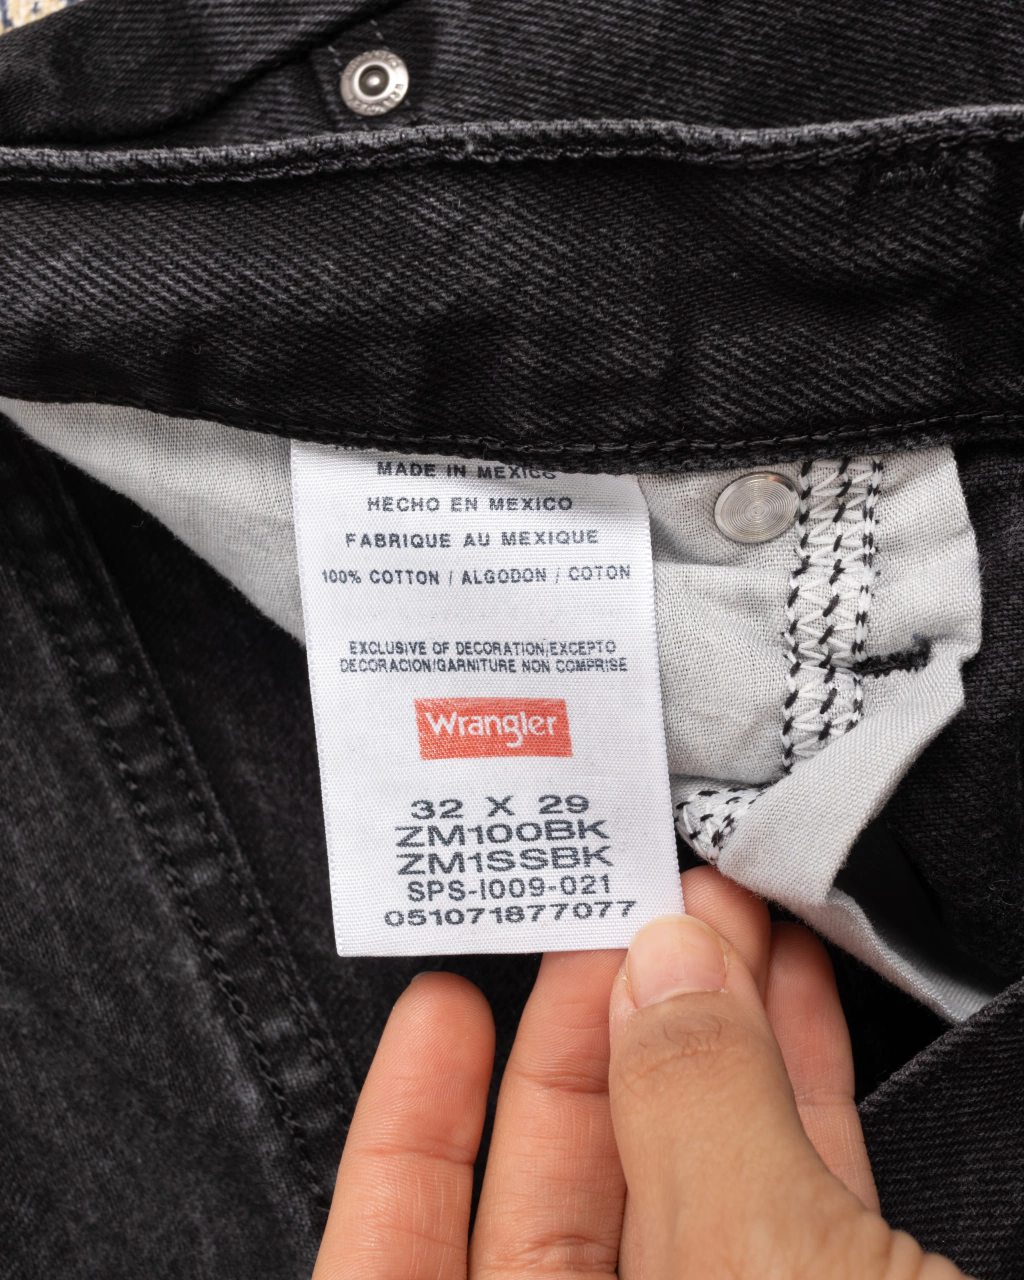 MADE IN MEXICO
HECHO EN MEXICO
FABRIQUE AU MEXIQUE
100% COTTON / ALGODON / COTON
EXCLUSIVE OF DECORATION/EXCEPTO
DECORACION/GARNITURE NON COMPRISE
Wrangler
32 X 29
ZM100BK
ZM1SSBK
SPS-I009-021
051071877077